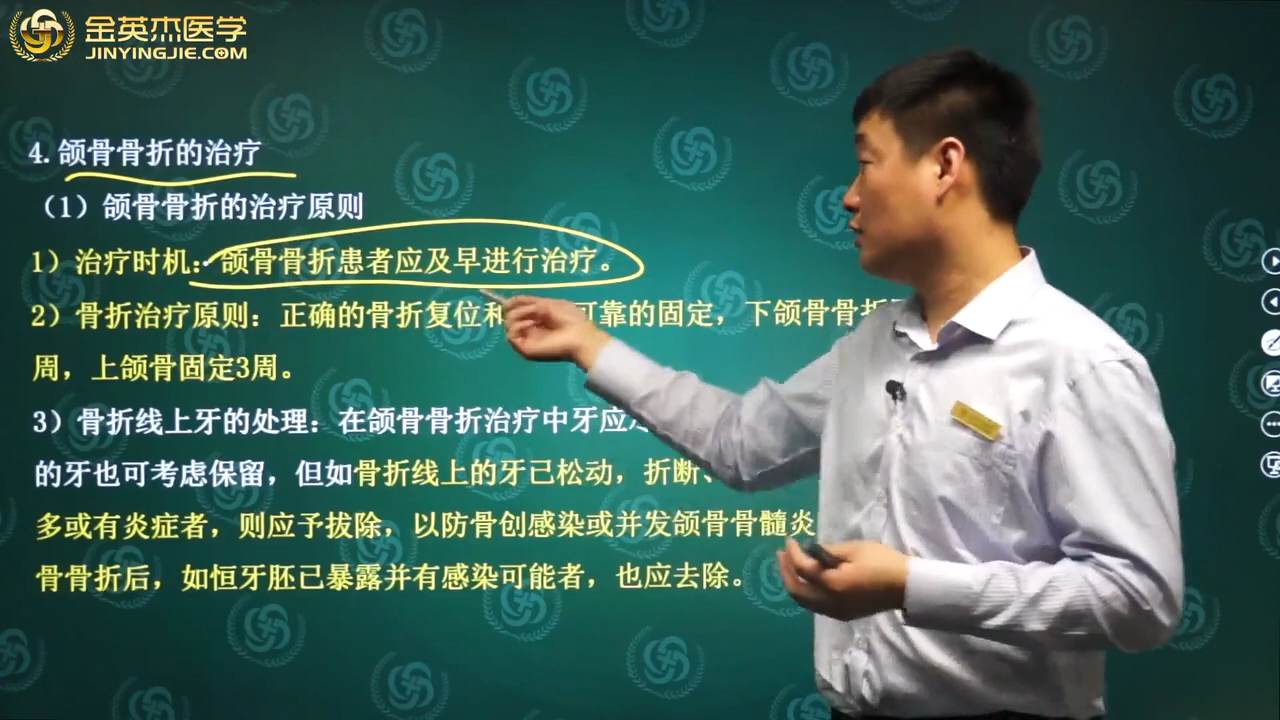 金英杰医学
JINYINGJIE.COM
4.颌骨骨折的治疗
（1）颌骨骨折的治疗原则
1）治疗时机：颌骨骨折患者应及早进行治疗。
2）骨折治疗原则：正确的骨折复位和 可靠的固定，下颌骨骨折
周，上颌骨固定3周。
3）骨折线上牙的处理：在颌骨骨折治疗中牙应
的牙也可考虑保留，但如骨折线上的牙已松动，折断、
多或有炎症者，则应予拔除，以防骨创感染或并发颌骨骨髓炎
骨骨折后，如恒牙胚已暴露并有感染可能者，也应去除。